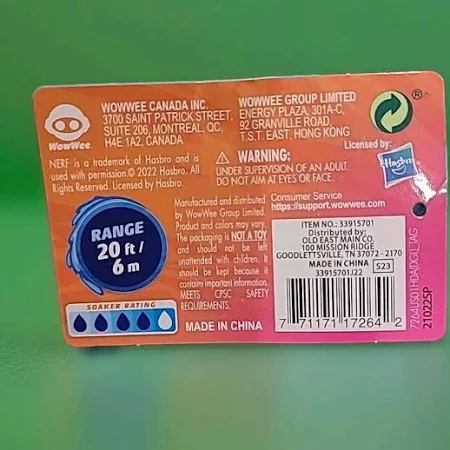 WOWWEE CANADA INC.
3700 SAINT PATRICK STREET,
SUITE 206, MONTREAL, QC,
H4E 1A2, CANADA
WowWee
WOWWEE GROUP LIMITED
ENERGY PLAZA, 301A-C,
92 GRANVILLE ROAD,
T.S.T. EAST, HONG KONG
®
Licensed by:
Hasbro
NERF is a trademark of Hasbro and is
used with permission.© 2022 Hasbro. All
Rights Reserved. Licensed by Hasbro.
WARNING:
UNDER SUPERVISION OF AN ADULT.
DO NOT AIM AT EYES OR FACE.
Consumer Service
https://support.wowwee.com
RANGE
20 ft /
6 m
SOAKER RATING
Manufactured and distributed
by WowWee Group Limited.
Product and colors may vary.
The packaging is NOT A TOY
and should not be left
unattended with children. It
should be kept because it
contains important information.
MEETS CPSC SAFETY
REQUIREMENTS.
MADE IN CHINA
ITEM NO.: 33915701
Distributed by:
OLD EAST MAIN CO.
100 MISSION RIDGE
GOODLETTSVILLE, TN 37072 - 2170
MADE IN CHINA
S23
33915701J22
7 71171 17264 2
21022SP